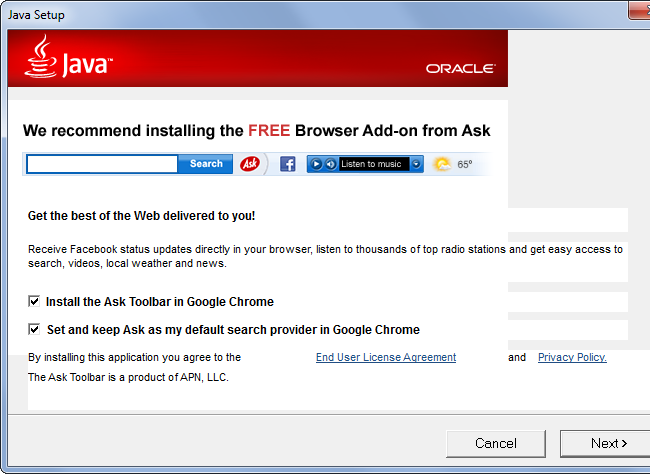 Java Setup
Java™
ORACLE
We recommend installing the FREE Browser Add-on from Ask
Search Ask Listen to music 65°
Get the best of the Web delivered to you!
Receive Facebook status updates directly in your browser, listen to thousands of top radio stations and get easy access to
search, videos, local weather and news.
Install the Ask Toolbar in Google Chrome
Set and keep Ask as my default search provider in Google Chrome
By installing this application you agree to the End User License Agreement and Privacy Policy.
The Ask Toolbar is a product of APN, LLC.
Cancel Next >